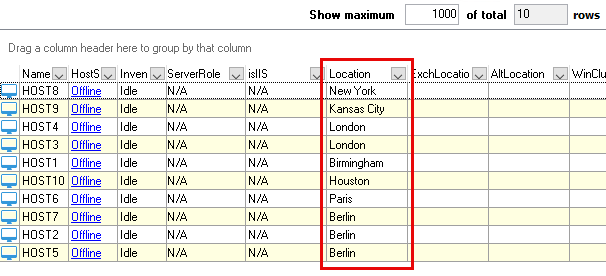 Show maximum 1000 of total 10 rows
Drag a column header here to group by that column
Name HostS Inven ServerRole isIIS Location ExchLocatio AltLocation WinClu
HOST8 Offline Idle N/A N/A New York
HOST9 Offline Idle N/A N/A Kansas City
HOST4 Offline Idle N/A N/A London
HOST3 Offline Idle N/A N/A London
HOST1 Offline Idle N/A N/A Birmingham
HOST10 Offline Idle N/A N/A Houston
HOST6 Offline Idle N/A N/A Paris
HOST7 Offline Idle N/A N/A Berlin
HOST2 Offline Idle N/A N/A Berlin
HOST5 Offline Idle N/A N/A Berlin